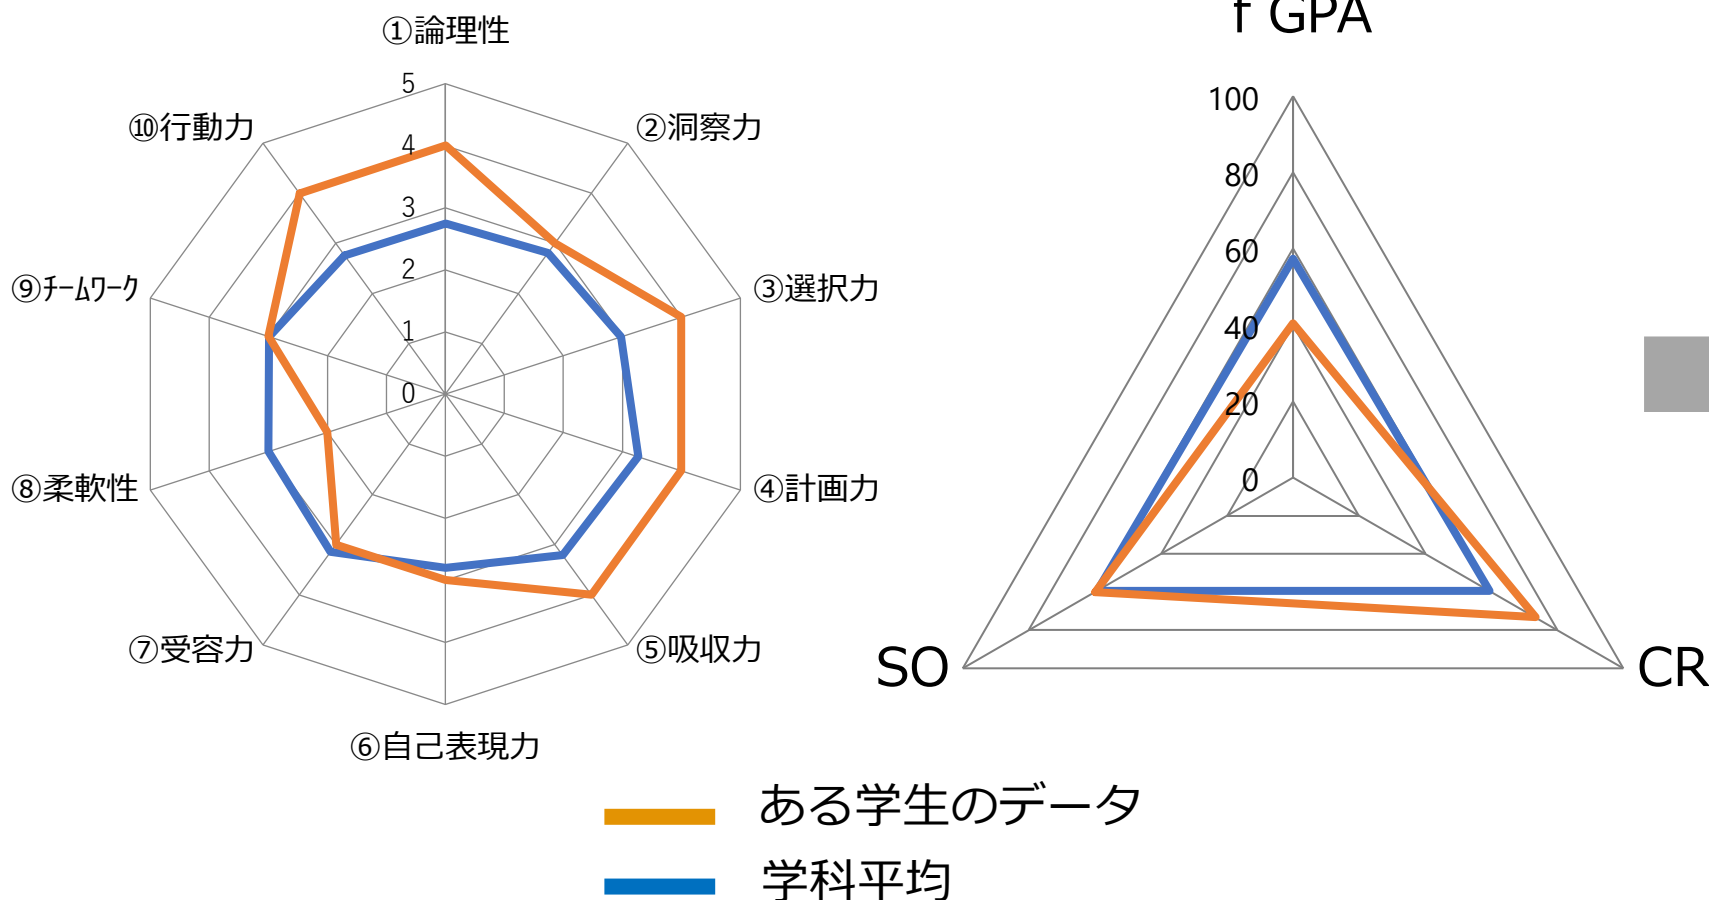 ①論理性
②洞察力
③選択力
④計画力
⑤吸収力
⑥自己表現力
⑦受容力
⑧柔軟性
⑨ﾁｰﾑﾜｰｸ
⑩行動力
5
4
3
2
1
0
f GPA
100
80
60
40
20
0
SO
CR
ある学生のデータ
学科平均